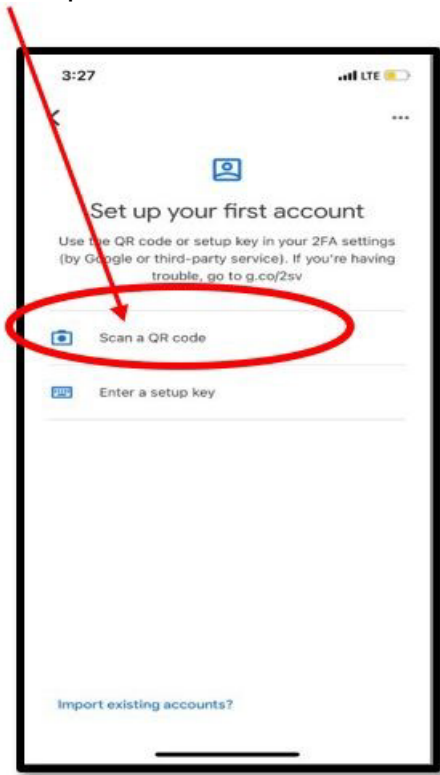 3:27 LTE
Set up your first account
Use the QR code or setup key in your 2FA settings
(by Google or third-party service). If you're having
trouble, go to g.co/2sv
Scan a QR code
Enter a setup key
Import existing accounts?